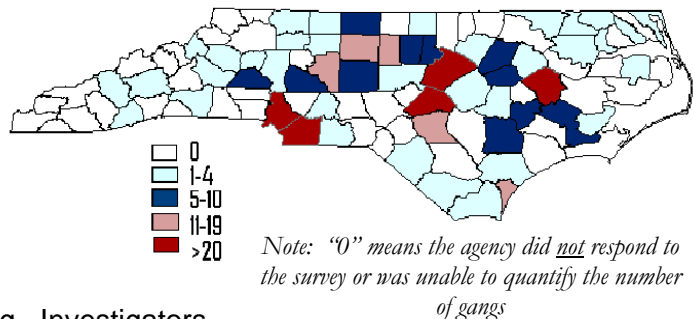 0
1-4
5-10
11-19
>20
Note: “0” means the agency did not respond to
the survey or was unable to quantify the number
of gangs